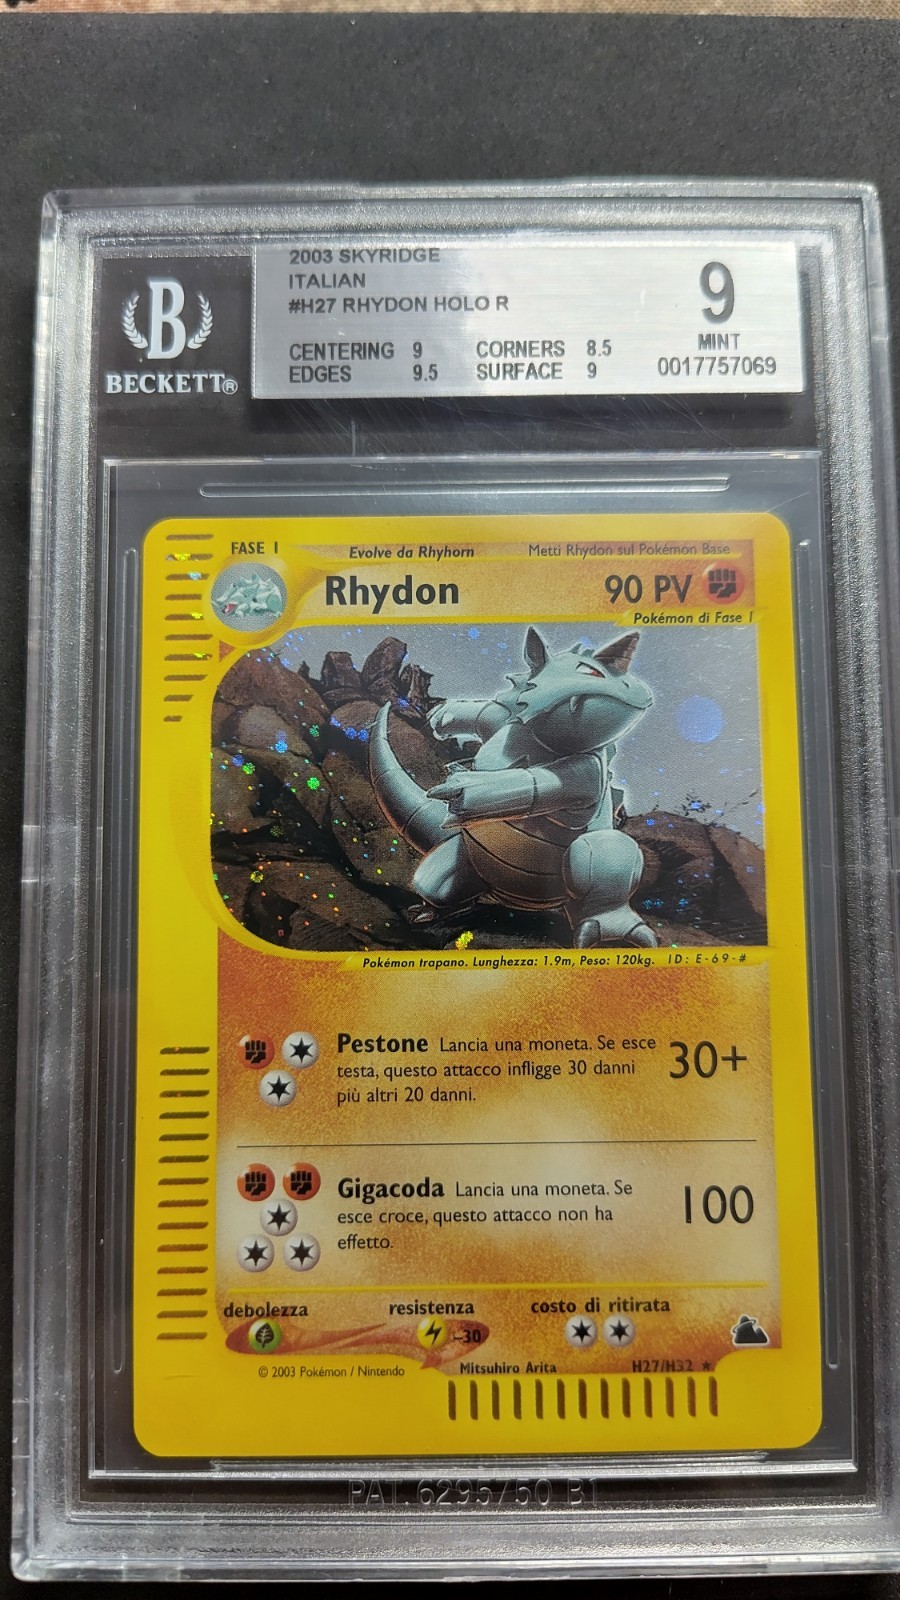 2003 SKYRIDGE
ITALIAN
#H27 RHYDON HOLO R
9
MINT
0017757069
CENTERING 9 CORNERS 8.5
EDGES 9.5 SURFACE 9
B
BECKETT®
FASE 1 Evolve da Rhyhorn Metti Rhydon sul Pokémon Base
Rhydon 90 PV
Pokémon di Fase 1
Pokémon trapano. Lunghezza: 1.9m, Peso: 120kg. ID: E-69-#
Pestone Lancia una moneta. Se esce
testa, questo attacco infligge 30 danni
più altri 20 danni.
30+
Gigacoda Lancia una moneta. Se
esce croce, questo attacco non ha
effetto.
100
debolezza resistenza costo di ritirata
-30
© 2003 Pokémon / Nintendo Mitsuhiro Arita H27/H32 ★
PAT.6295750 B1